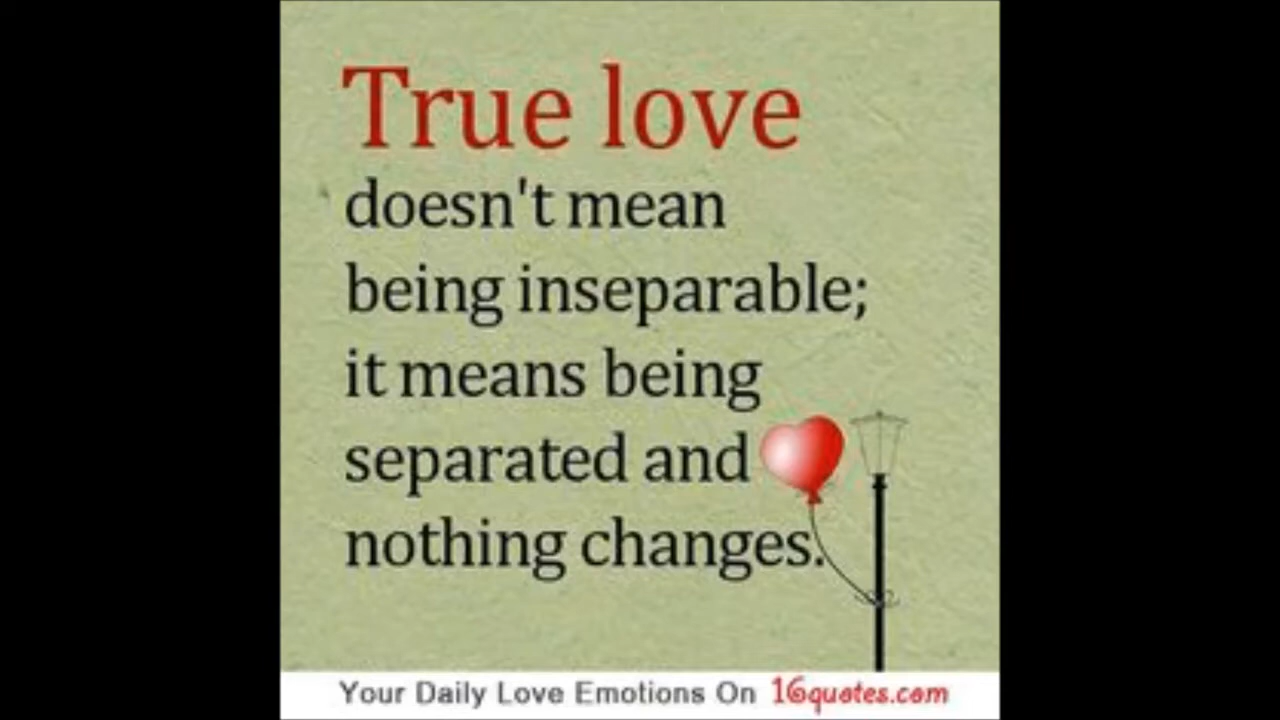 True love
doesn't mean
being inseparable;
it means being
separated and
nothing changes.
Your Daily Love Emotions On 16quotes.com